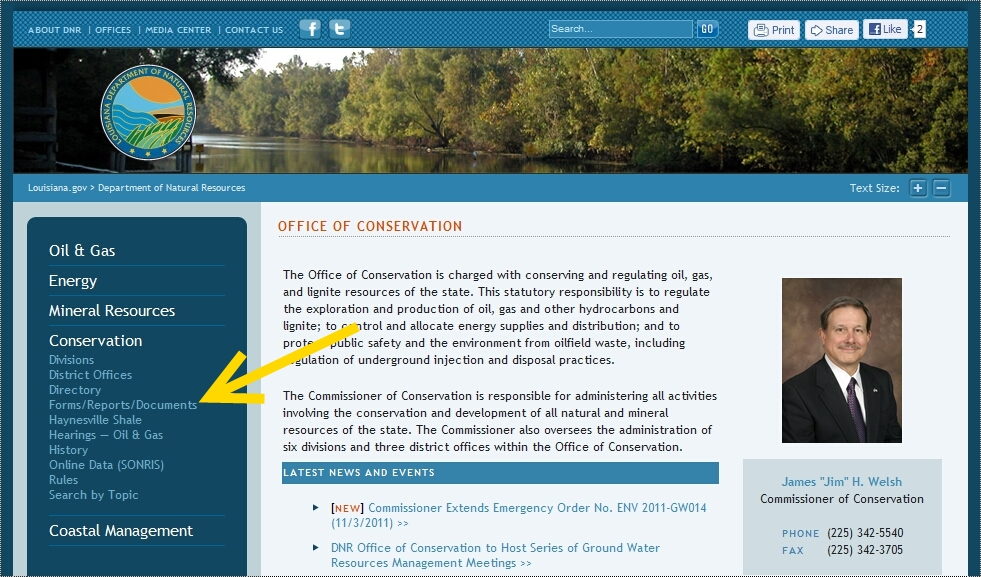 ABOUT DNR | OFFICES | MEDIA CENTER | CONTACT US
f t
Search...
GO
Print
Share
Like
2
LOUISIANA DEPARTMENT OF NATURAL RESOURCES
Louisiana.gov > Department of Natural Resources
Text Size: + −
Oil & Gas
Energy
Mineral Resources
Conservation
Divisions
District Offices
Directory
Forms/Reports/Documents
Haynesville Shale
Hearings — Oil & Gas
History
Online Data (SONRIS)
Rules
Search by Topic
Coastal Management
OFFICE OF CONSERVATION
The Office of Conservation is charged with conserving and regulating oil, gas,
and lignite resources of the state. This statutory responsibility is to regulate
the exploration and production of oil, gas and other hydrocarbons and
lignite; to control and allocate energy supplies and distribution; and to
protect public safety and the environment from oilfield waste, including
regulation of underground injection and disposal practices.
The Commissioner of Conservation is responsible for administering all activities
involving the conservation and development of all natural and mineral
resources of the state. The Commissioner also oversees the administration of
six divisions and three district offices within the Office of Conservation.
LATEST NEWS AND EVENTS
[NEW] Commissioner Extends Emergency Order No. ENV 2011-GW014
(11/3/2011) >>
DNR Office of Conservation to Host Series of Ground Water
Resources Management Meetings >>
James "Jim" H. Welsh
Commissioner of Conservation
PHONE (225) 342-5540
FAX (225) 342-3705